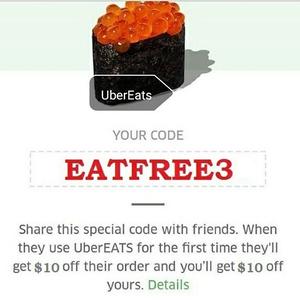 UberEats
YOUR CODE
EATFREE3
Share this special code with friends. When
they use UberEATS for the first time they'll
get $10 off their order and you'll get $10 off
yours. Details